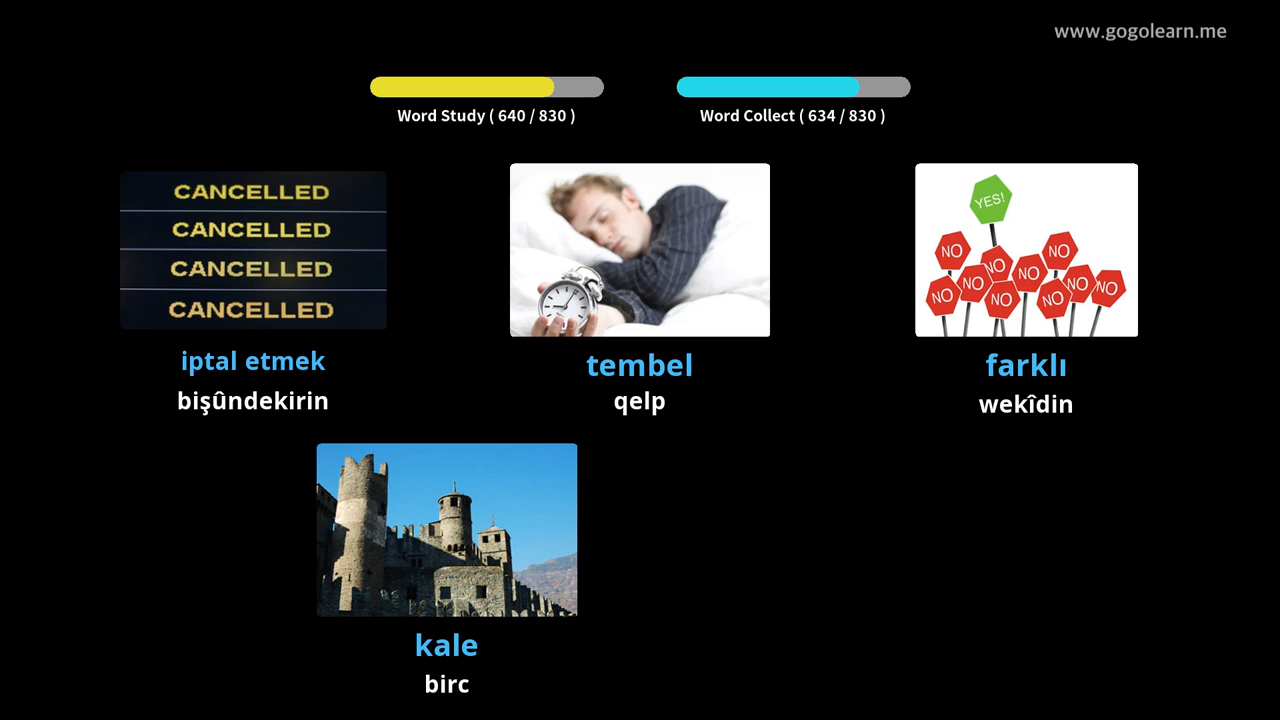 www.gogolearn.me
Word Study ( 640 / 830 )
Word Collect ( 634 / 830 )
CANCELLED
CANCELLED
CANCELLED
CANCELLED
iptal etmek
bişûndekirin
tembel
qelp
YES!
NO
NO
NO
NO
NO
NO
NO
NO
NO
NO
farklı
wekîdin
kale
birc